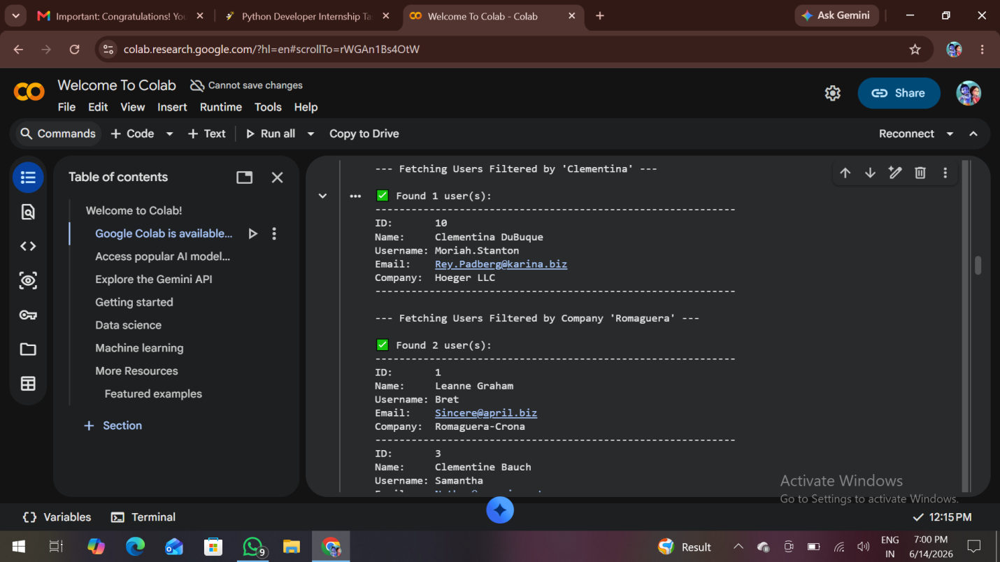 Important: Congratulations! You
Python Developer Internship Ta
Welcome To Colab - Colab
Ask Gemini
colab.research.google.com/?hl=en#scrollTo=rWGAn1Bs4OtW
Welcome To Colab
Cannot save changes
File Edit View Insert Runtime Tools Help
Share
Commands + Code + Text Run all Copy to Drive
Reconnect
Table of contents
Welcome to Colab!
Google Colab is available...
Access popular AI model...
Explore the Gemini API
Getting started
Data science
Machine learning
More Resources
Featured examples
+ Section
--- Fetching Users Filtered by 'Clementina' ---
✅ Found 1 user(s):
------------------------------------------------------------
ID: 10
Name: Clementina DuBuque
Username: Moriah.Stanton
Email: Rey.Padberg@karina.biz
Company: Hoeger LLC
------------------------------------------------------------
--- Fetching Users Filtered by Company 'Romaguera' ---
✅ Found 2 user(s):
------------------------------------------------------------
ID: 1
Name: Leanne Graham
Username: Bret
Email: Sincere@april.biz
Company: Romaguera-Crona
------------------------------------------------------------
ID: 3
Name: Clementine Bauch
Username: Samantha
Activate Windows
Go to Settings to activate Windows.
Variables
Terminal
12:15 PM
9
Result
ENG
IN
7:00 PM
6/14/2026